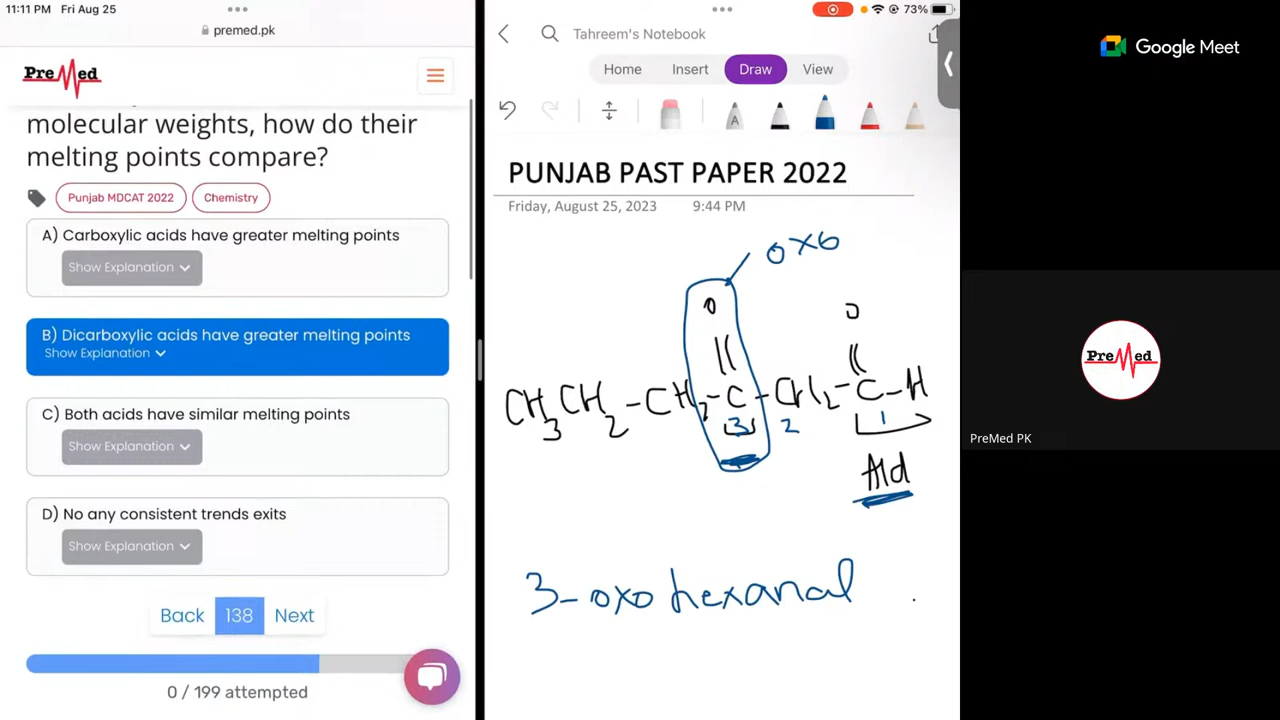 11:11 PM Fri Aug 25
premed.pk
PreMed
molecular weights, how do their
melting points compare?
Punjab MDCAT 2022
Chemistry
A) Carboxylic acids have greater melting points
Show Explanation
B) Dicarboxylic acids have greater melting points
Show Explanation
C) Both acids have similar melting points
Show Explanation
D) No any consistent trends exits
Show Explanation
Back 138 Next
0 / 199 attempted
73%
Tahreem's Notebook
Home Insert Draw View
A
PUNJAB PAST PAPER 2022
Friday, August 25, 2023 9:44 PM
oxo
O O
|| ||
CH3CH2-CH2-C-CH2-C-H
3 2 1
Ald
3-oxohexanal
Google Meet
PreMed
PreMed PK